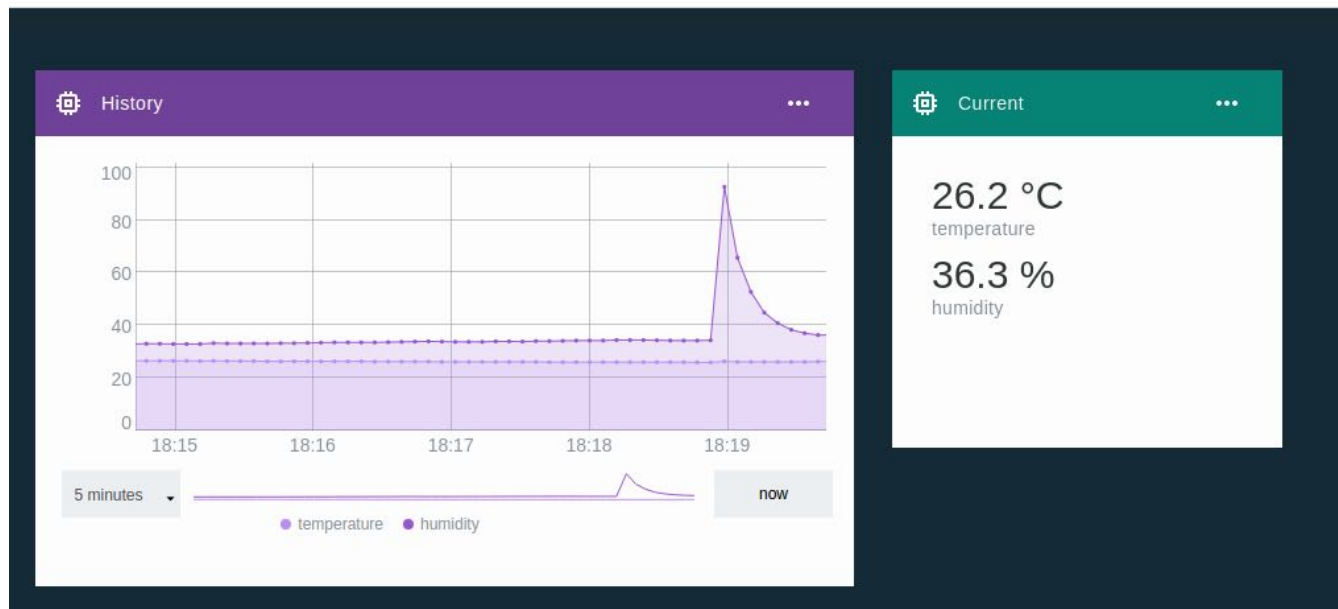 History
•••
100
80
60
40
20
0
18:15 18:16 18:17 18:18 18:19
5 minutes
now
temperature humidity
Current
•••
26.2 °C
temperature
36.3 %
humidity